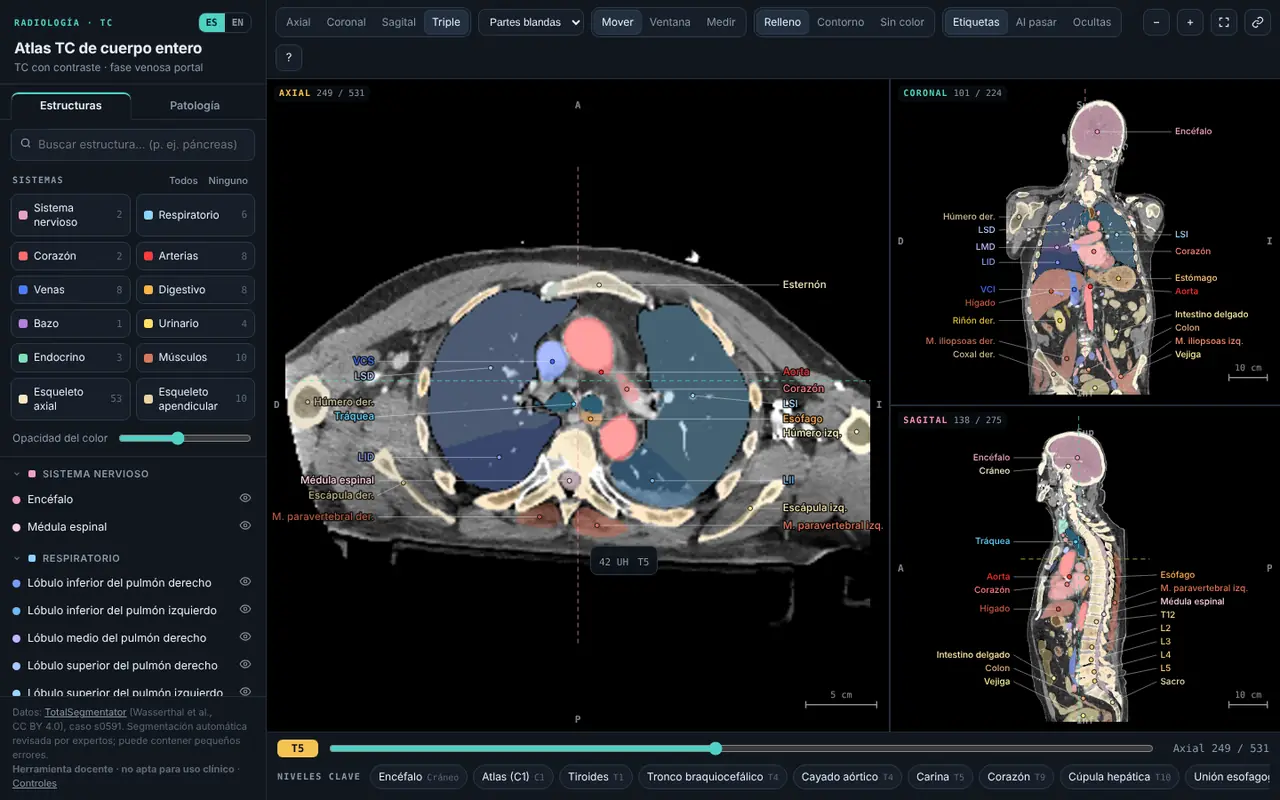 RADIOLOGÍA · TC
ES EN
Atlas TC de cuerpo entero
TC con contraste · fase venosa portal
Estructuras
Patología
Buscar estructura... (p. ej. páncreas)
SISTEMAS
Todos Ninguno
Sistema nervioso 2
Respiratorio 6
Corazón 2
Arterias 8
Venas 8
Digestivo 8
Bazo 1
Urinario 4
Endocrino 3
Músculos 10
Esqueleto axial 53
Esqueleto apendicular 10
Opacidad del color
SISTEMA NERVIOSO
Encéfalo
Médula espinal
RESPIRATORIO
Lóbulo inferior del pulmón derecho
Lóbulo inferior del pulmón izquierdo
Lóbulo medio del pulmón derecho
Lóbulo superior del pulmón derecho
Lóbulo superior del pulmón izquierdo
Datos: TotalSegmentator (Wasserthal et al.,
CC BY 4.0), caso s0591. Segmentación automática
revisada por expertos; puede contener pequeños
errores.
Herramienta docente · no apta para uso clínico ·
Controles
Axial Coronal Sagital Triple
Partes blandas
Mover Ventana Medir
Relleno Contorno Sin color
Etiquetas Al pasar Ocultas
− +
?
AXIAL 249 / 531
A
D
I
P
Esternón
VCS
LSD
Húmero der.
Tráquea
LID
Médula espinal
Escápula der.
M. paravertebral der.
Aorta
Corazón
LSI
Esófago
Húmero izq.
LII
Escápula izq.
M. paravertebral izq.
42 UH T5
5 cm
CORONAL 101 / 224
D
I
Encéfalo
Húmero der.
LSD
LMD
LID
VCI
Hígado
Riñón der.
M. iliopsoas der.
Coxal der.
LSI
Corazón
Estómago
Aorta
Intestino delgado
Colon
M. iliopsoas izq.
Vejiga
10 cm
SAGITAL 138 / 275
Sup
A
P
Encéfalo
Cráneo
Tráquea
Aorta
Corazón
Hígado
Intestino delgado
Colon
Vejiga
Esófago
M. paravertebral izq.
Médula espinal
T12
L2
L3
L4
L5
Sacro
10 cm
T5
Axial 249 / 531
NIVELES CLAVE
Encéfalo Cráneo
Atlas (C1) C1
Tiroides T1
Tronco braquiocefálico T4
Cayado aórtico T4
Carina T5
Corazón T9
Cúpula hepática T10
Unión esofagog